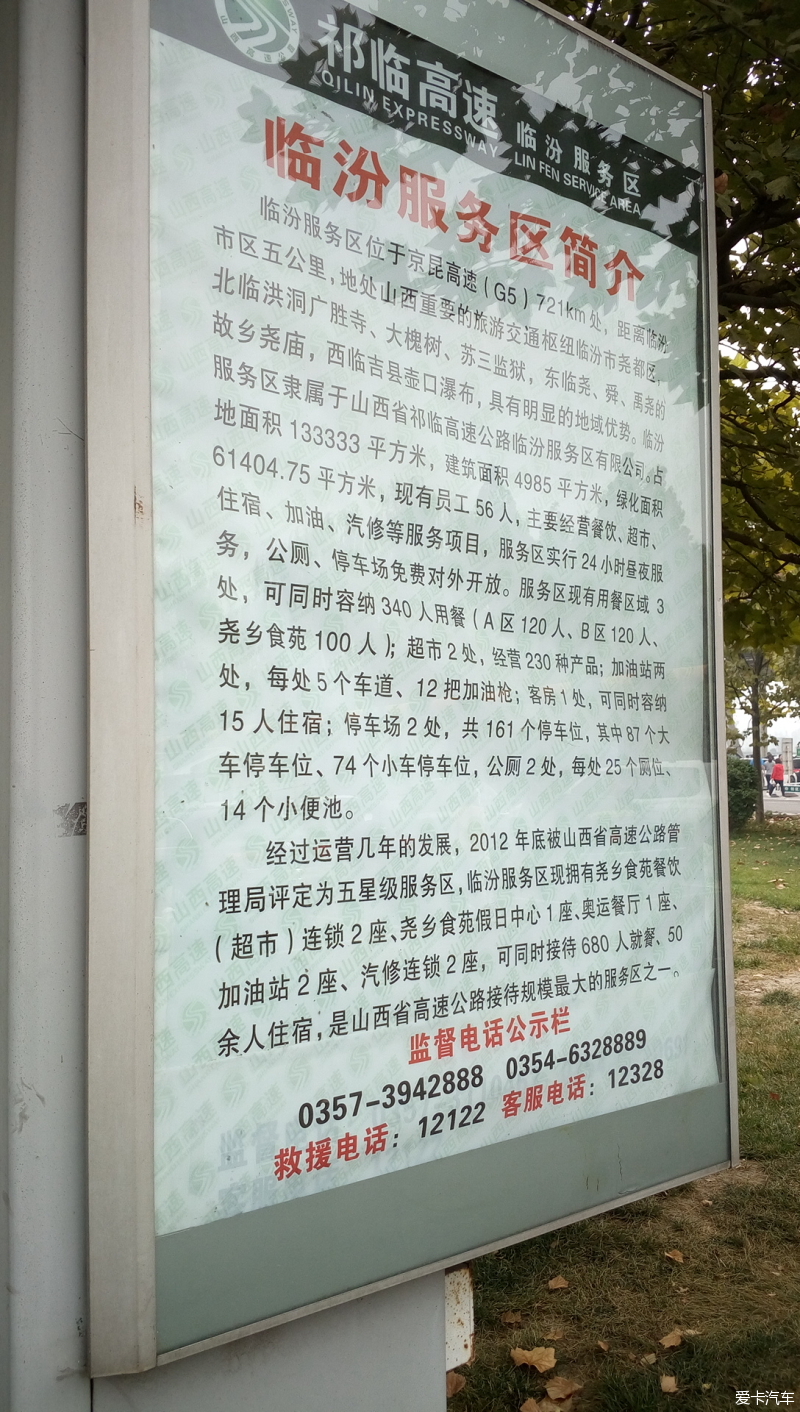 祁临高速 临汾服务区
QILIN EXPRESSWAY LIN FEN SERVICE AREA
临汾服务区简介
临汾服务区位于京昆高速（G5）721km处，距离临汾
市区五公里，地处山西重要的旅游交通枢纽临汾市尧都区，
北临洪洞广胜寺、大槐树、苏三监狱，东临尧、舜、禹尧的
故乡尧庙，西临吉县壶口瀑布，具有明显的地域优势。临汾
服务区隶属于山西省祁临高速公路临汾服务区有限公司。占
地面积133333平方米，建筑面积4985平方米，绿化面积
61404.75平方米，现有员工56人，主要经营餐饮、超市、
住宿、加油、汽修等服务项目，服务区实行24小时昼夜服
务，公厕、停车场免费对外开放。服务区现有用餐区域3
处，可同时容纳340人用餐（A区120人、B区120人、
尧乡食苑100人）；超市2处，经营230种产品；加油站两
处，每处5个车道、12把加油枪；客房1处，可同时容纳
15人住宿；停车场2处，共161个停车位，其中87个大
车停车位、74个小车停车位，公厕2处，每处25个厕位、
14个小便池。
经过运营几年的发展，2012年底被山西省高速公路管
理局评定为五星级服务区，临汾服务区现拥有尧乡食苑餐饮
（超市）连锁2座、尧乡食苑假日中心1座、奥运餐厅1座、
加油站2座、汽修连锁2座，可同时接待680人就餐、50
余人住宿，是山西省高速公路接待规模最大的服务区之一。
监督电话公示栏
0357-3942888 0354-6328889
救援电话：12122 客服电话：12328
爱卡汽车